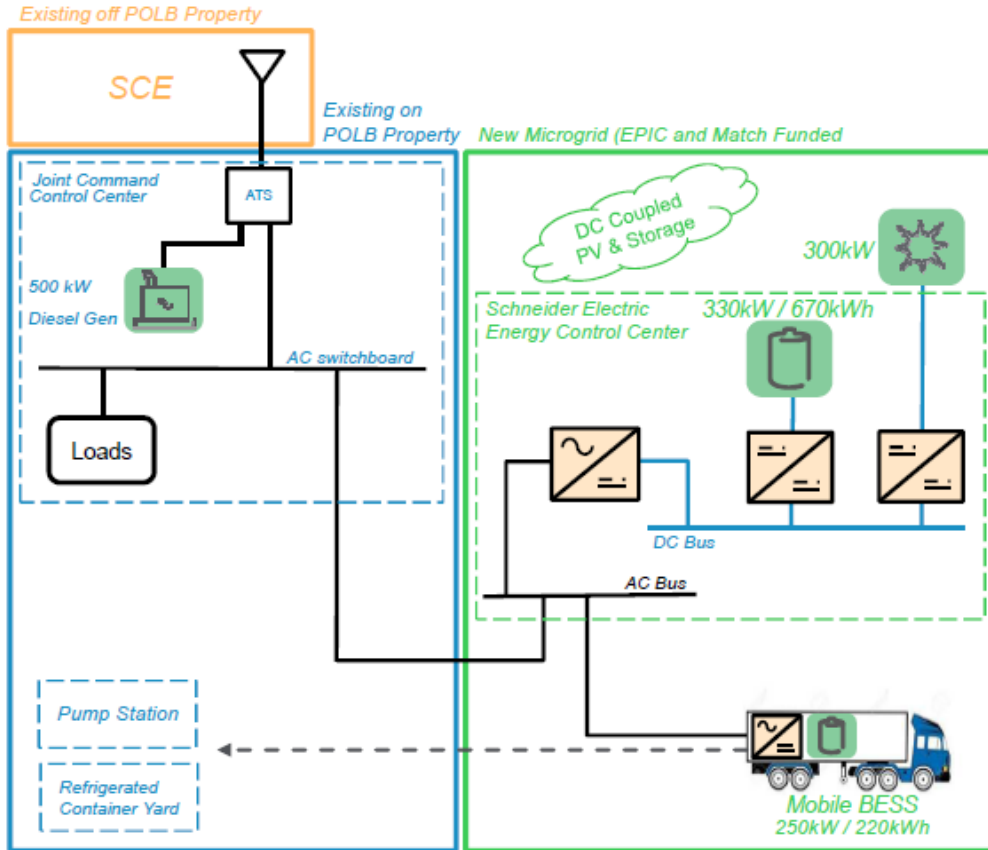 Existing off POLB Property
SCE
Existing on
POLB Property
New Microgrid (EPIC and Match Funded
Joint Command
Control Center
ATS
500 kW
Diesel Gen
AC switchboard
Loads
DC Coupled
PV & Storage
300kW
Schneider Electric
Energy Control Center
330kW / 670kWh
DC Bus
AC Bus
Pump Station
Refrigerated
Container Yard
Mobile BESS
250kW / 220kWh